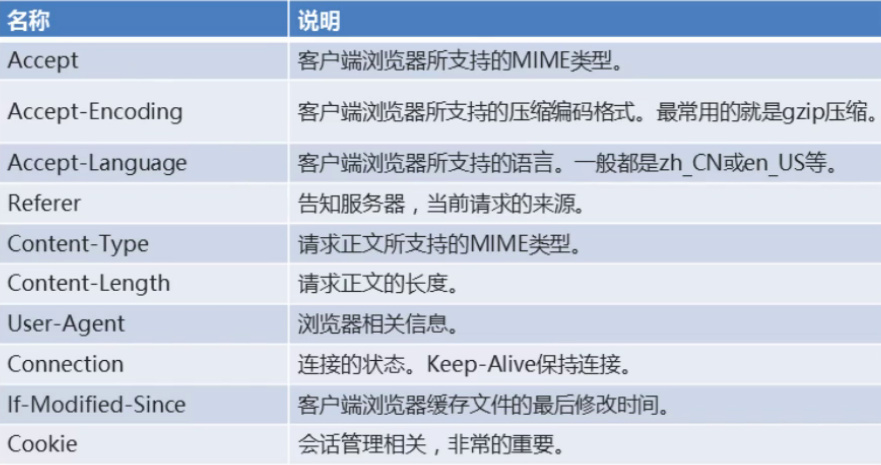 名称 说明
Accept 客户端浏览器所支持的MIME类型。
Accept-Encoding 客户端浏览器所支持的压缩编码格式。最常用的就是gzip压缩。
Accept-Language 客户端浏览器所支持的语言。一般都是zh_CN或en_US等。
Referer 告知服务器，当前请求的来源。
Content-Type 请求正文所支持的MIME类型。
Content-Length 请求正文的长度。
User-Agent 浏览器相关信息。
Connection 连接的状态。Keep-Alive保持连接。
If-Modified-Since 客户端浏览器缓存文件的最后修改时间。
Cookie 会话管理相关，非常的重要。